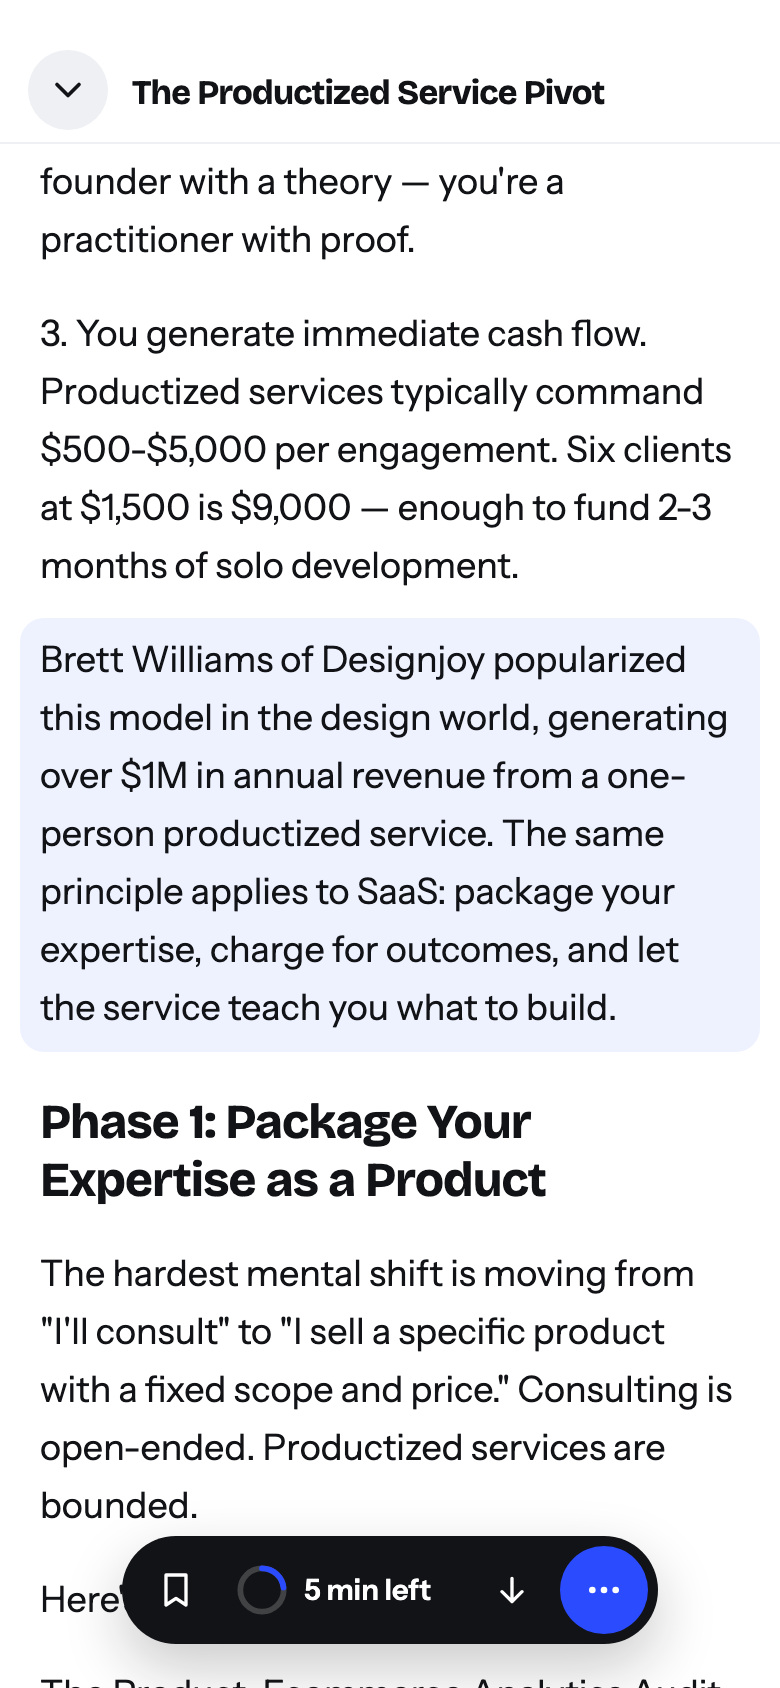 The Productized Service Pivot
founder with a theory — you're a
practitioner with proof.
3. You generate immediate cash flow.
Productized services typically command
$500-$5,000 per engagement. Six clients
at $1,500 is $9,000 — enough to fund 2-3
months of solo development.
Brett Williams of Designjoy popularized
this model in the design world, generating
over $1M in annual revenue from a one-
person productized service. The same
principle applies to SaaS: package your
expertise, charge for outcomes, and let
the service teach you what to build.
Phase 1: Package Your
Expertise as a Product
The hardest mental shift is moving from
"I'll consult" to "I sell a specific product
with a fixed scope and price." Consulting is
open-ended. Productized services are
bounded.
5 min left
The Product: Ecommerce Analytics Audit